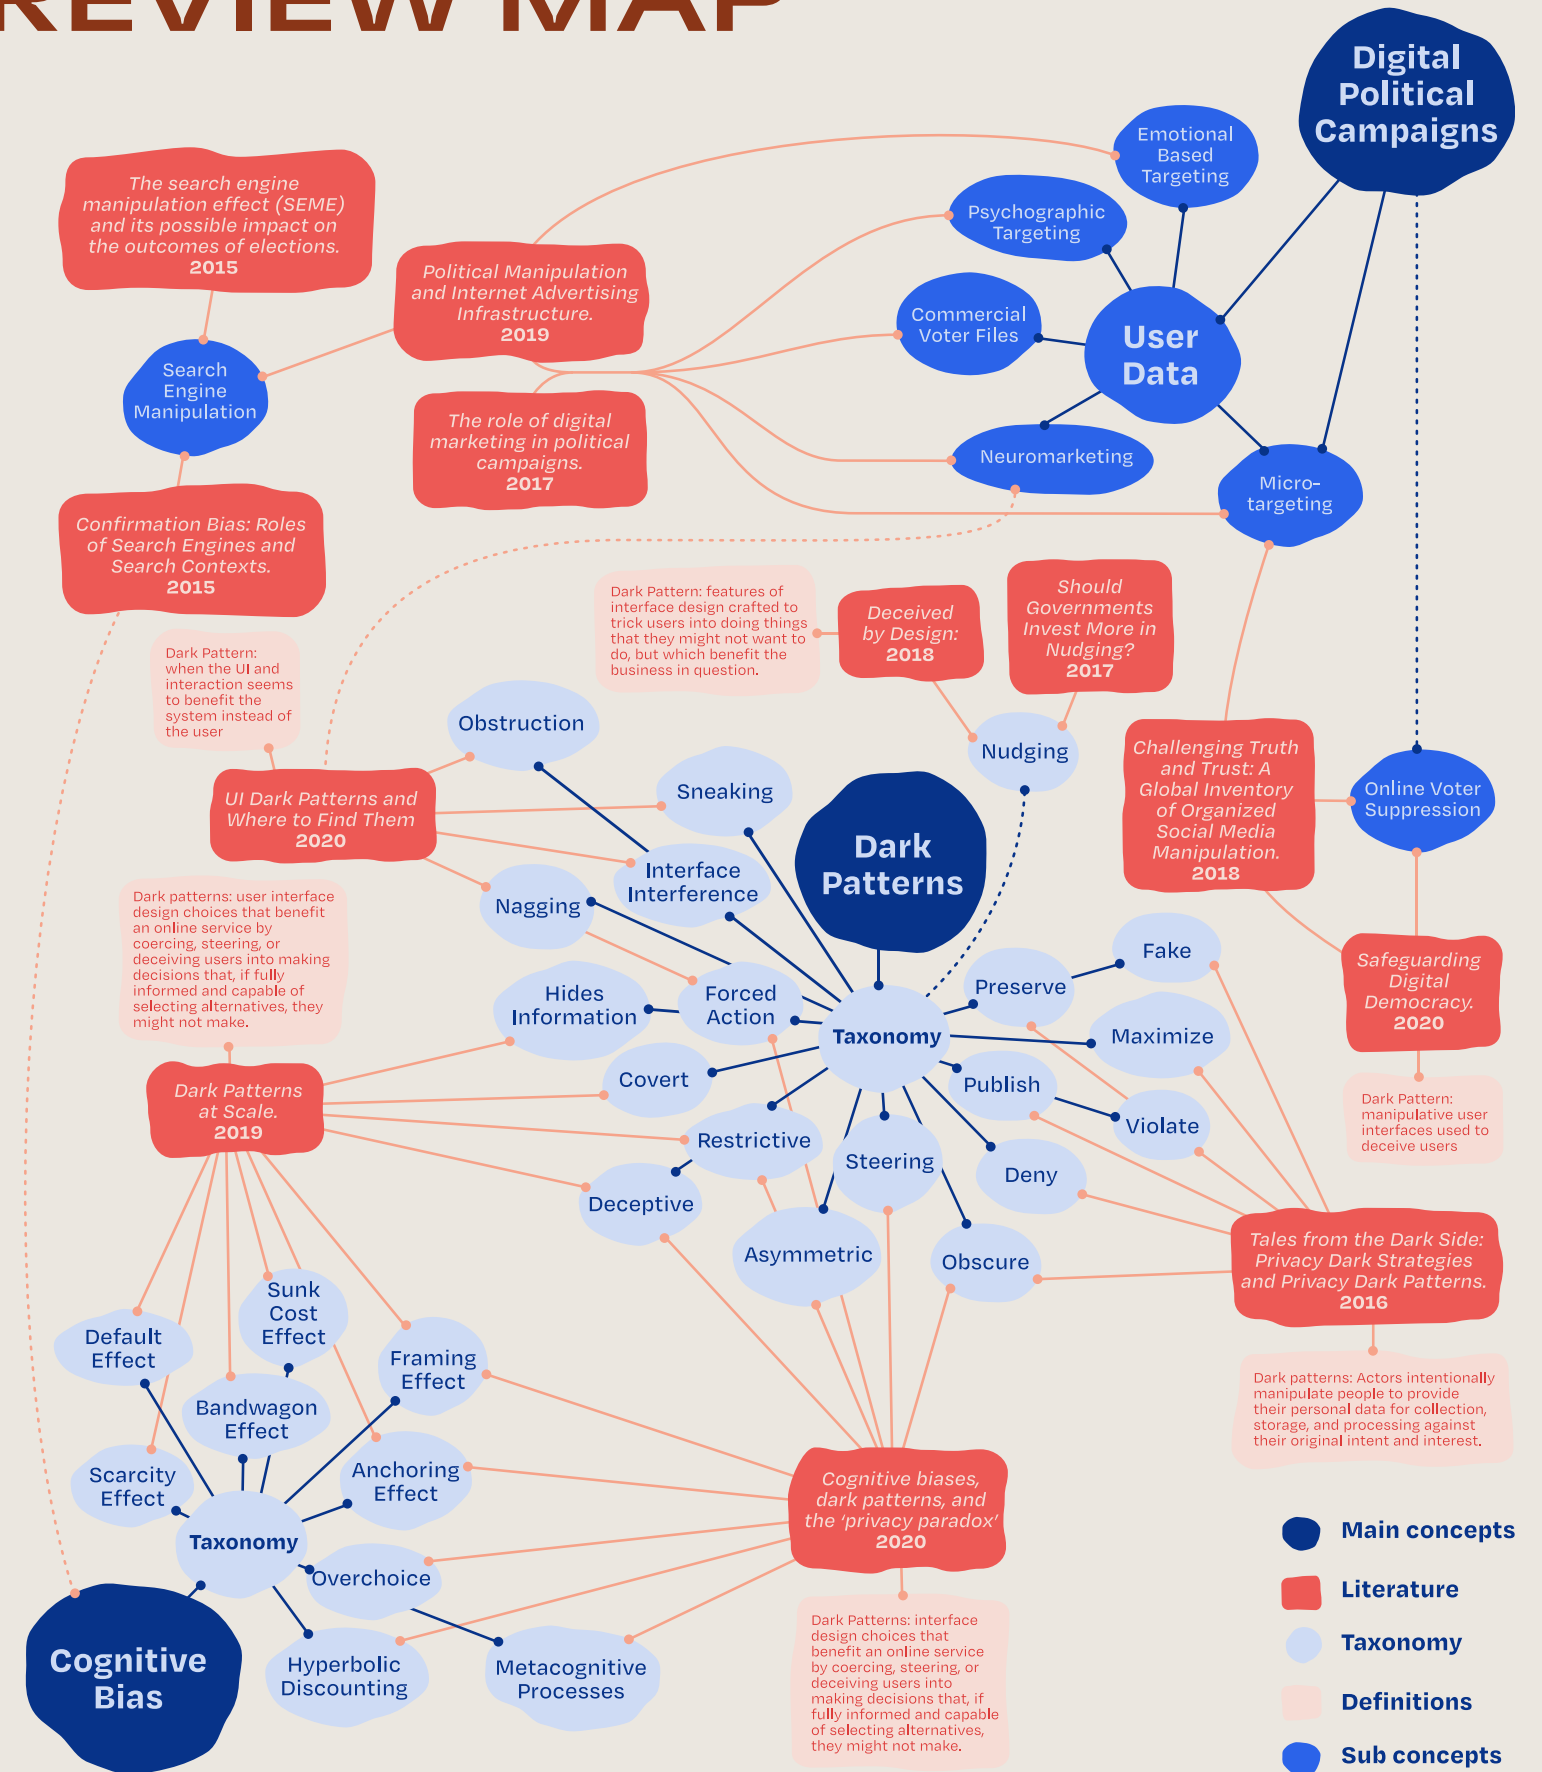 REVIEW MAP
Digital
Political
Campaigns
Emotional
Based
Targeting
Psychographic
Targeting
Commercial
Voter Files
User
Data
Neuromarketing
Micro-
targeting
The search engine
manipulation effect (SEME)
and its possible impact on
the outcomes of elections.
2015
Political Manipulation
and Internet Advertising
Infrastructure.
2019
Search
Engine
Manipulation
The role of digital
marketing in political
campaigns.
2017
Confirmation Bias: Roles
of Search Engines and
Search Contexts.
2015
Dark Pattern: features of
interface design crafted to
trick users into doing things
that they might not want to
do, but which benefit the
business in question.
Deceived
by Design:
2018
Should
Governments
Invest More in
Nudging?
2017
Dark Pattern:
when the UI and
interaction seems
to benefit the
system instead of
the user
Obstruction
Nudging
Challenging Truth
and Trust: A
Global Inventory
of Organized
Social Media
Manipulation.
2018
Online Voter
Suppression
UI Dark Patterns and
Where to Find Them
2020
Sneaking
Dark
Patterns
Interface
Interference
Nagging
Dark patterns: user interface
design choices that benefit
an online service by
coercing, steering, or
deceiving users into making
decisions that, if fully
informed and capable of
selecting alternatives, they
might not make.
Hides
Information
Forced
Action
Preserve
Fake
Safeguarding
Digital
Democracy.
2020
Taxonomy
Maximize
Covert
Publish
Dark Patterns
at Scale.
2019
Violate
Dark Pattern:
manipulative user
interfaces used to
deceive users
Restrictive
Steering
Deny
Deceptive
Asymmetric
Obscure
Tales from the Dark Side:
Privacy Dark Strategies
and Privacy Dark Patterns.
2016
Sunk
Cost
Effect
Default
Effect
Framing
Effect
Bandwagon
Effect
Dark patterns: Actors intentionally
manipulate people to provide
their personal data for collection,
storage, and processing against
their original intent and interest.
Scarcity
Effect
Anchoring
Effect
Cognitive biases,
dark patterns, and
the ‘privacy paradox’
2020
Taxonomy
Overchoice
Cognitive
Bias
Hyperbolic
Discounting
Metacognitive
Processes
Dark Patterns: interface
design choices that
benefit an online service
by coercing, steering, or
deceiving users into
making decisions that, if
fully informed and capable
of selecting alternatives,
they might not make.
Main concepts
Literature
Taxonomy
Definitions
Sub concepts